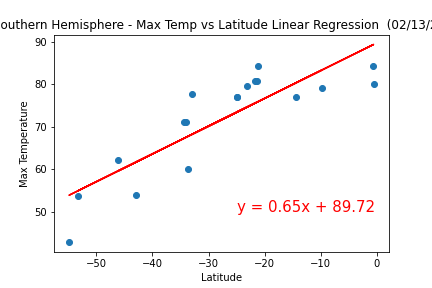 outhern Hemisphere - Max Temp vs Latitude Linear Regression (02/13/2
90
80
70
60
50
Max Temperature
y = 0.65x + 89.72
−50 −40 −30 −20 −10 0
Latitude